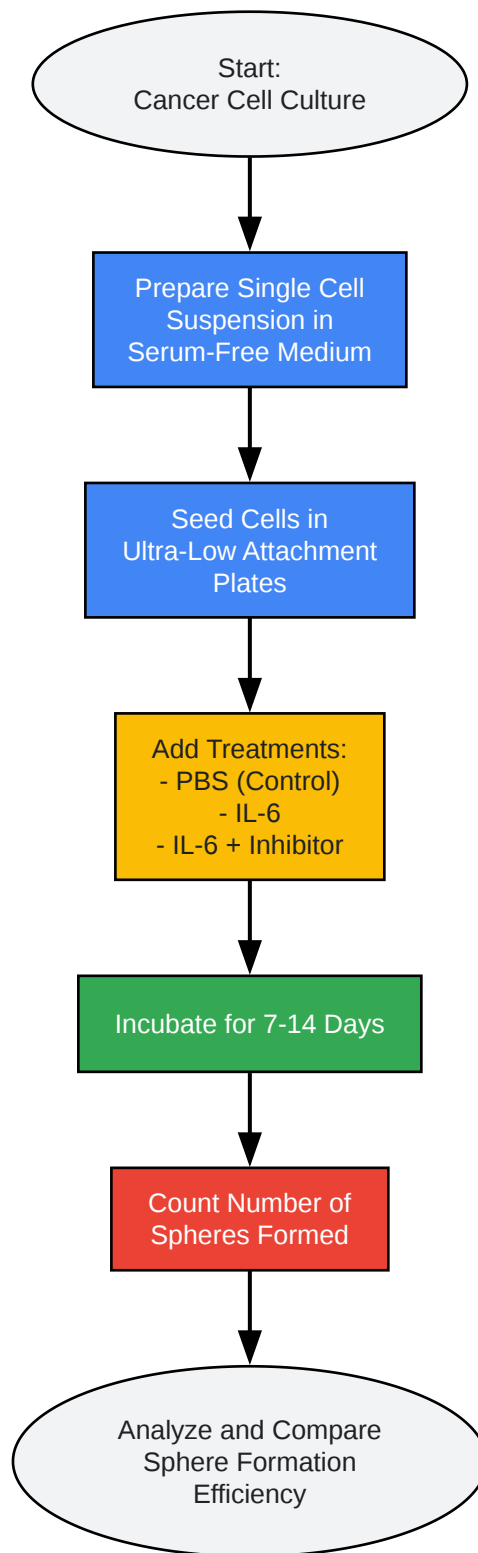 Start:
Cancer Cell Culture
Prepare Single Cell
Suspension in
Serum-Free Medium
Seed Cells in
Ultra-Low Attachment
Plates
Add Treatments:
- PBS (Control)
- IL-6
- IL-6 + Inhibitor
Incubate for 7-14 Days
Count Number of
Spheres Formed
Analyze and Compare
Sphere Formation
Efficiency